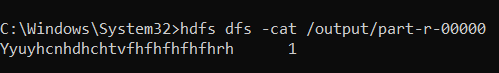 C:\Windows\System32>hdfs dfs -cat /output/part-r-00000
Yyuyhcnhdhchtvfhfhfhfhfhrh	1